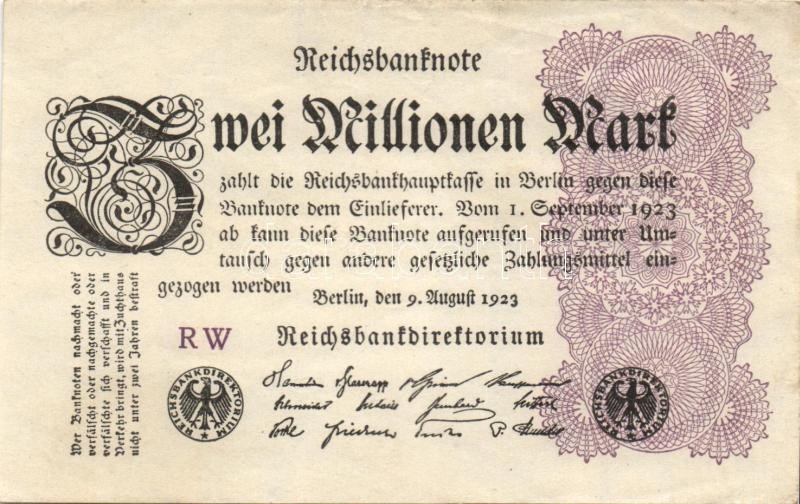 Reichsbanknote
Zwei Millionen Mark
zahlt die Reichsbankhauptkasse in Berlin gegen diese
Banknote dem Einlieferer. Vom 1. September 1923
ab kann diese Banknote aufgerufen und unter Um-
tausch gegen andere gesetzliche Zahlungsmittel ein-
gezogen werden
Berlin, den 9. August 1923
RW
Reichsbankdirektorium
REICHSBANKDIREKTORIUM
REICHSBANKDIREKTORIUM
Wer Banknoten nachmacht oder
verfälscht oder nachgemachte oder
verfälschte sich verschafft und in
Verkehr bringt, wird mit Zuchthaus
nicht unter zwei Jahren bestraft